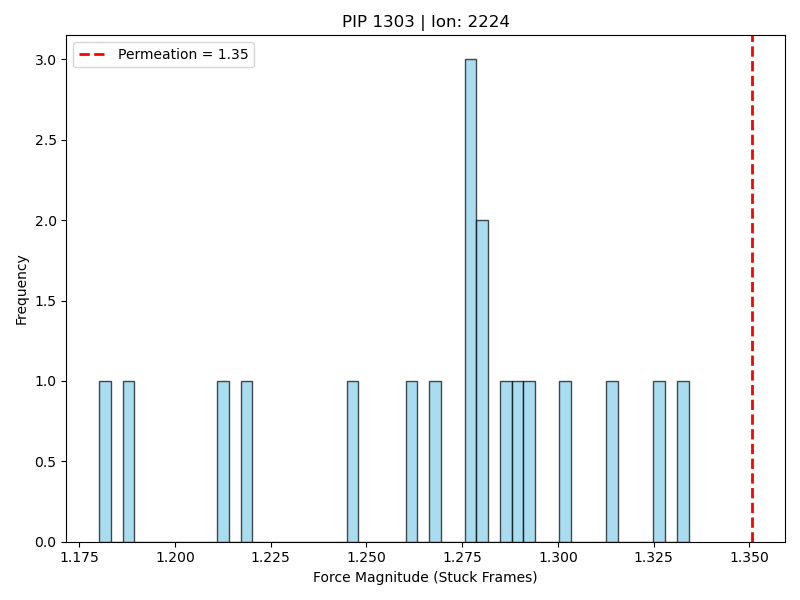 PIP 1303 | Ion: 2224
Permeation = 1.35
3.0
2.5
2.0
1.5
1.0
0.5
0.0
Frequency
1.175 1.200 1.225 1.250 1.275 1.300 1.325 1.350
Force Magnitude (Stuck Frames)